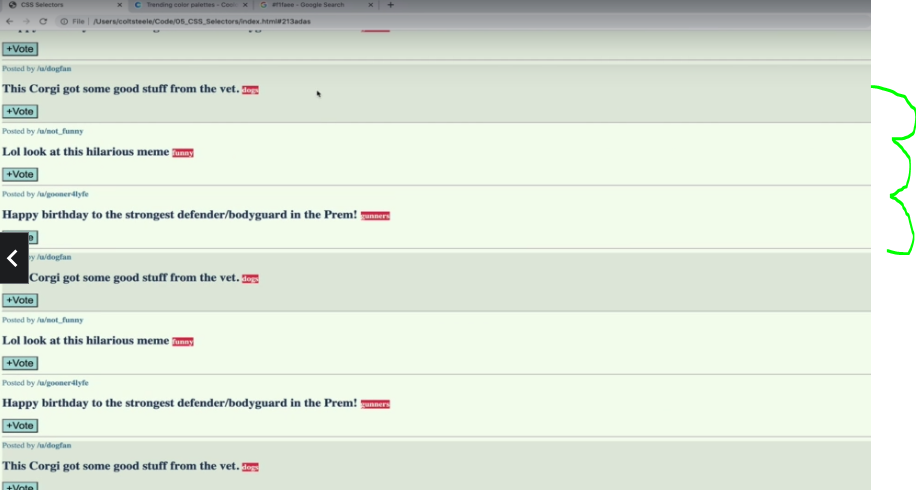 CSS Selectors
Trending color palettes - Coolo
#f1faee - Google Search
File | /Users/coltsteele/Code/05_CSS_Selectors/index.html#213adas
+Vote
Posted by /u/dogfan
This Corgi got some good stuff from the vet. dogs
+Vote
Posted by /u/not_funny
Lol look at this hilarious meme funny
+Vote
Posted by /u/gooner4lyfe
Happy birthday to the strongest defender/bodyguard in the Prem! gunners
/u/dogfan
Corgi got some good stuff from the vet. dogs
+Vote
Posted by /u/not_funny
Lol look at this hilarious meme funny
+Vote
Posted by /u/gooner4lyfe
Happy birthday to the strongest defender/bodyguard in the Prem! gunners
+Vote
Posted by /u/dogfan
This Corgi got some good stuff from the vet. dogs
+Vote